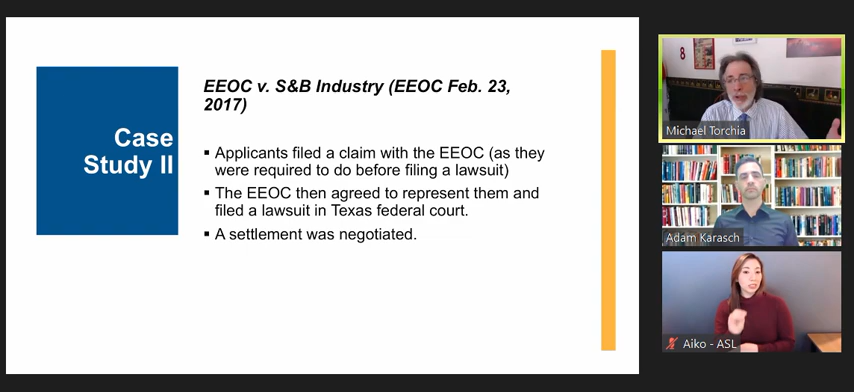 Case
Study II
EEOC v. S&B Industry (EEOC Feb. 23,
2017)
▪ Applicants filed a claim with the EEOC (as they
were required to do before filing a lawsuit)
▪ The EEOC then agreed to represent them and
filed a lawsuit in Texas federal court.
▪ A settlement was negotiated.
8
Michael Torchia
Adam Karasch
Aiko - ASL